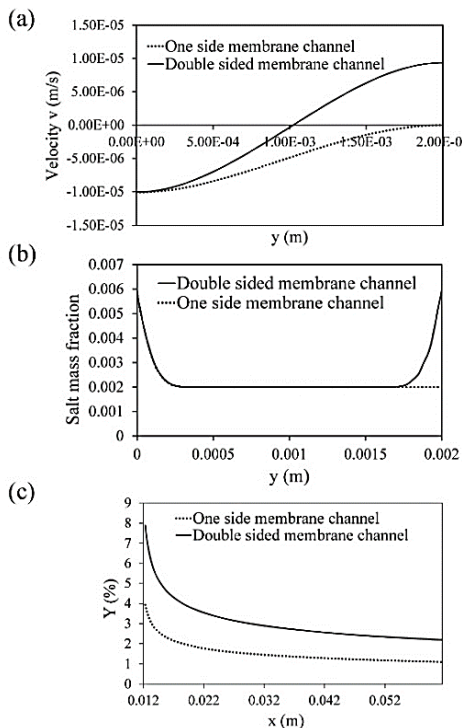 (a)
1.50E-05
1.00E-05
5.00E-06
0.00E+00
-5.00E-06
-1.00E-05
-1.50E-05
Velocity v (m/s)
One side membrane channel
Double sided membrane channel
0.00E+00 5.00E-04 1.00E-03 1.50E-03 2.00E-0
y (m)
(b)
0.007
0.006
0.005
0.004
0.003
0.002
0.001
0
Salt mass fraction
Double sided membrane channel
One side membrane channel
0 0.0005 0.001 0.0015 0.002
y (m)
(c)
9
8
7
6
5
4
3
2
1
0
Y (%)
One side membrane channel
Double sided membrane channel
0.012 0.022 0.032 0.042 0.052
x (m)